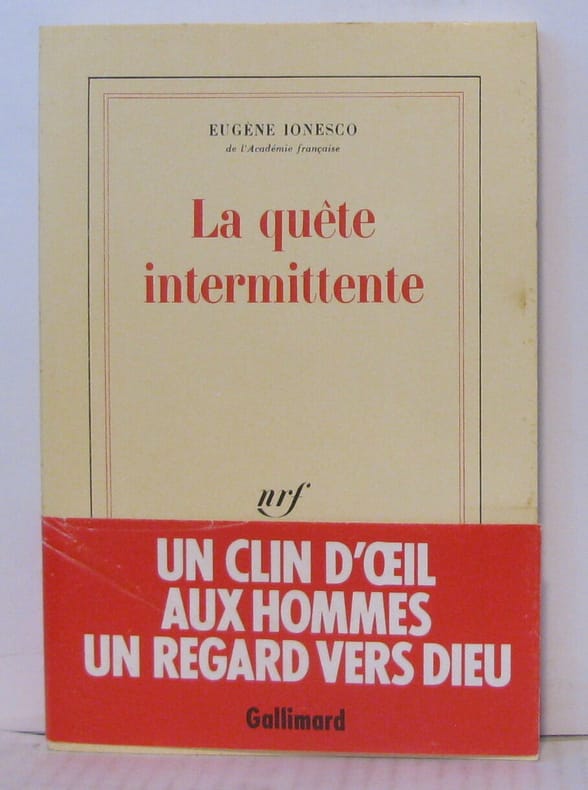 EUGÈNE IONESCO
de l'Académie française
La quête
intermittente
nrf
UN CLIN D'ŒIL
AUX HOMMES
UN REGARD VERS DIEU
Gallimard